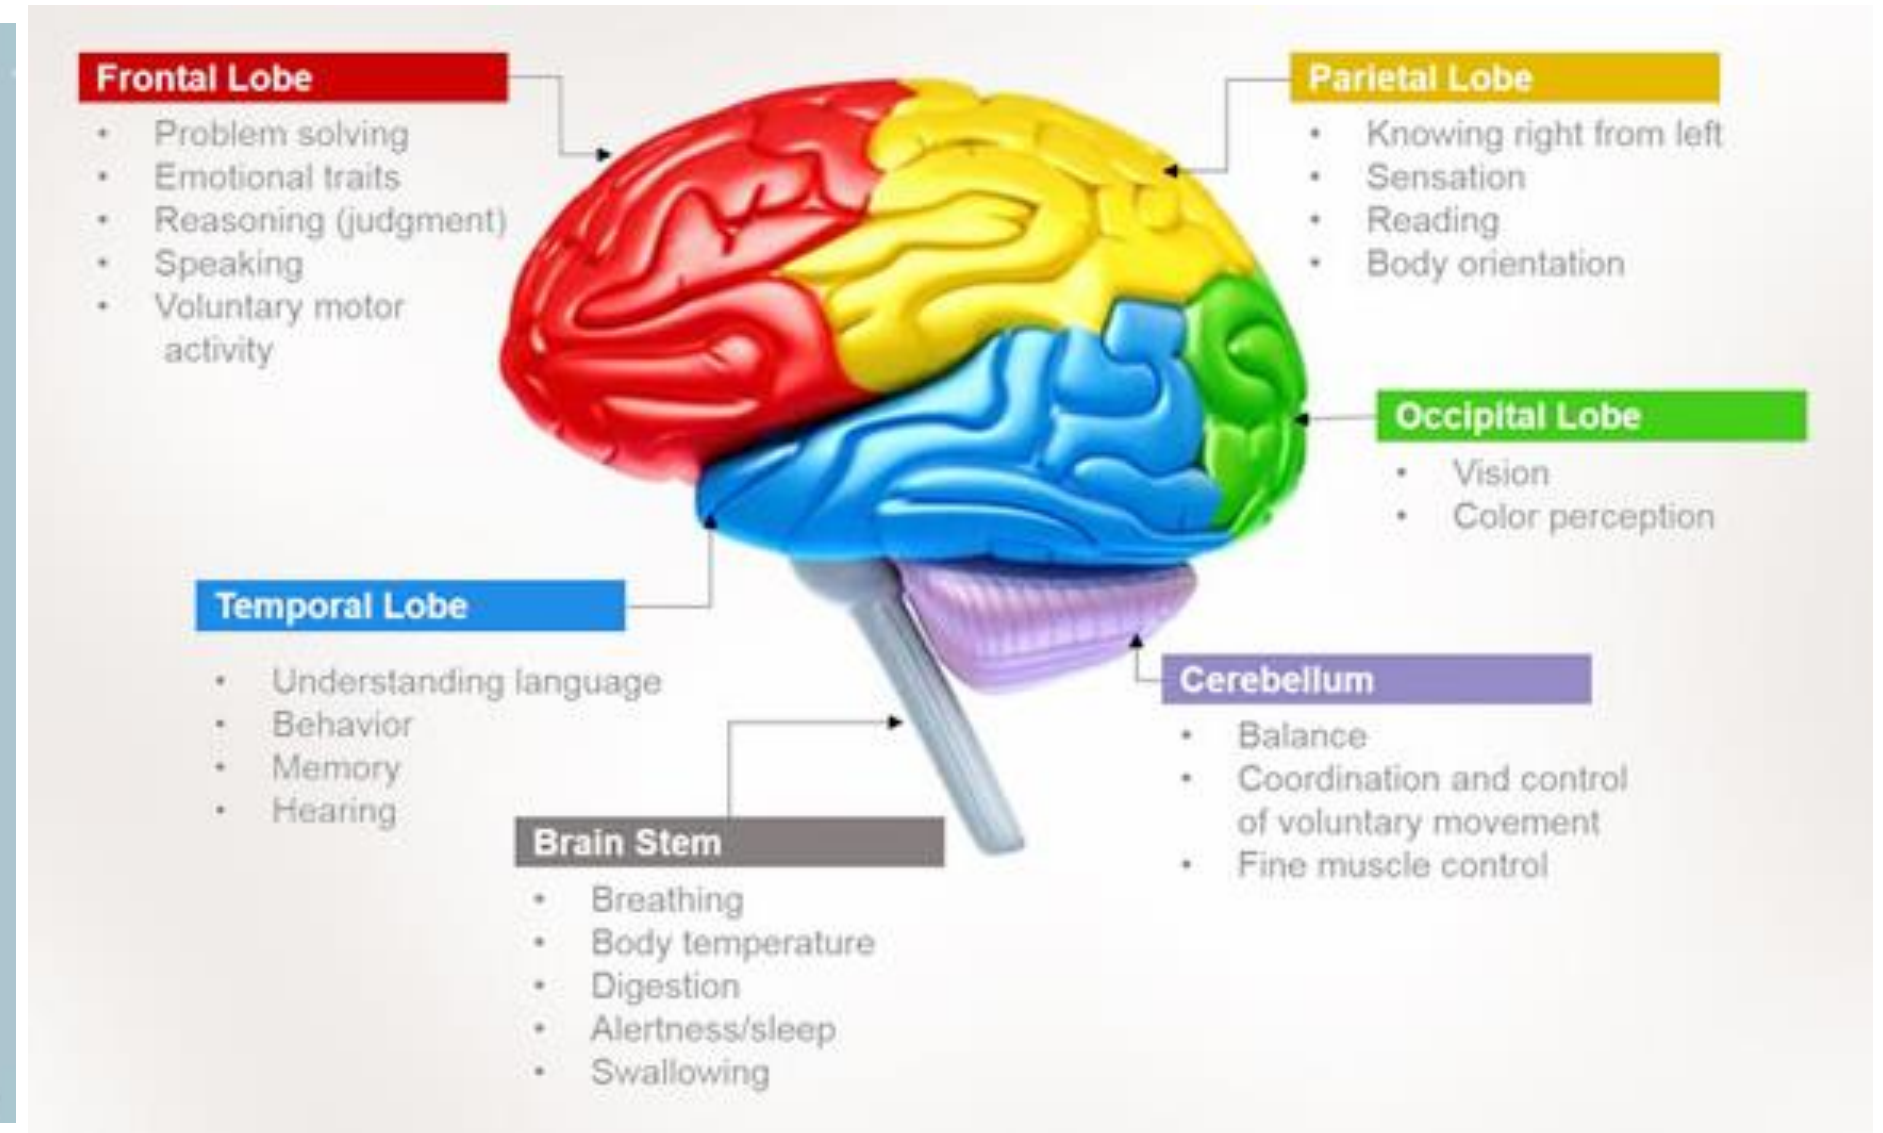 Frontal Lobe
• Problem solving
• Emotional traits
• Reasoning (judgment)
• Speaking
• Voluntary motor
activity
Parietal Lobe
• Knowing right from left
• Sensation
• Reading
• Body orientation
Occipital Lobe
• Vision
• Color perception
Temporal Lobe
• Understanding language
• Behavior
• Memory
• Hearing
Cerebellum
• Balance
• Coordination and control
of voluntary movement
• Fine muscle control
Brain Stem
• Breathing
• Body temperature
• Digestion
• Alertness/sleep
• Swallowing